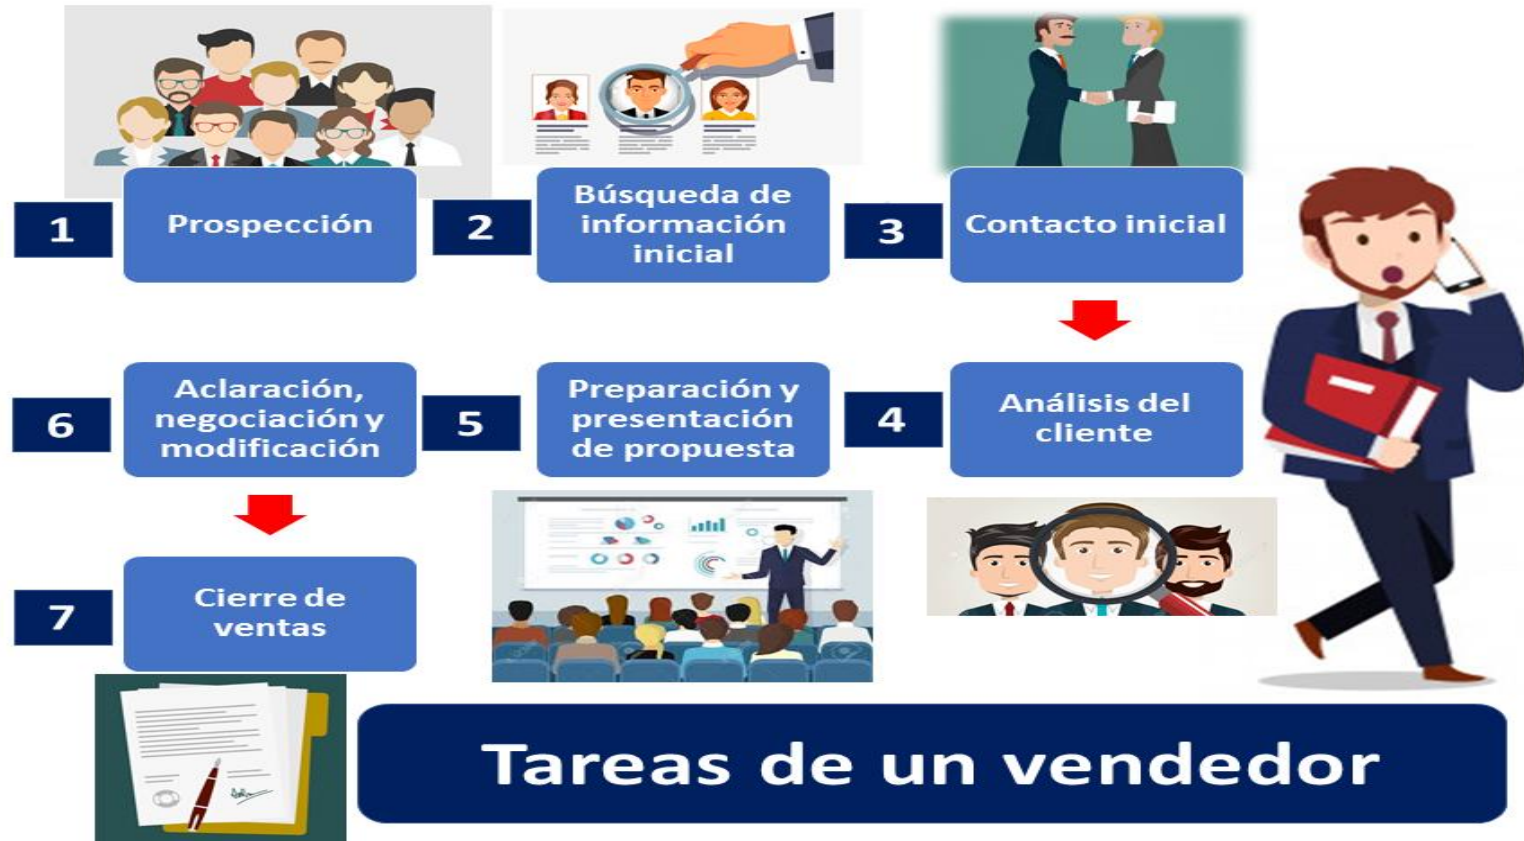 1
Prospección
2
Búsqueda de
información
inicial
3
Contacto inicial
4
Análisis del
cliente
5
Preparación y
presentación
de propuesta
6
Aclaración,
negociación y
modificación
7
Cierre de
ventas
Tareas de un vendedor